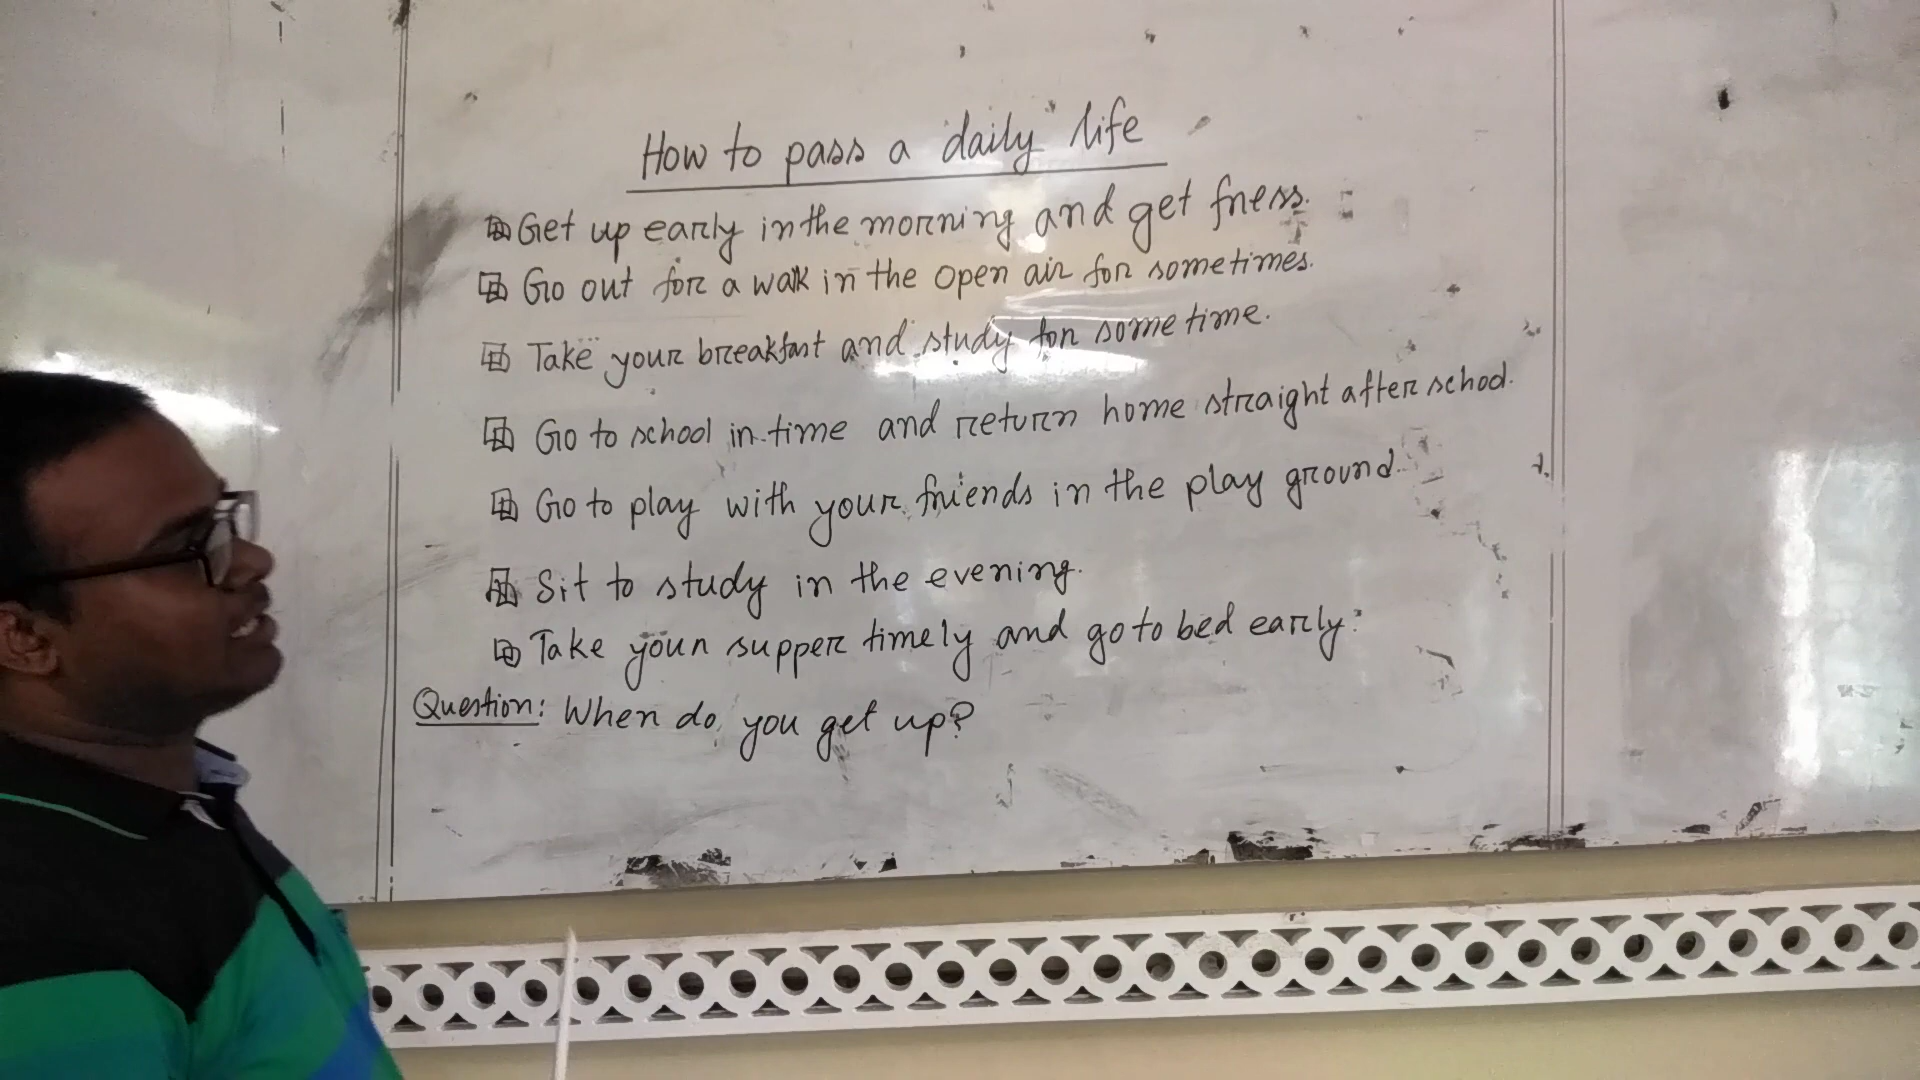 How to pass a daily life
Get up early in the morning and get fress.
Go out for a walk in the open air for sometimes.
Take your breakfast and study for some time.
Go to school in time and return home straight after school.
Go to play with your friends in the play ground.
Sit to study in the evening.
Take your supper timely and go to bed early.
Question: When do you get up?